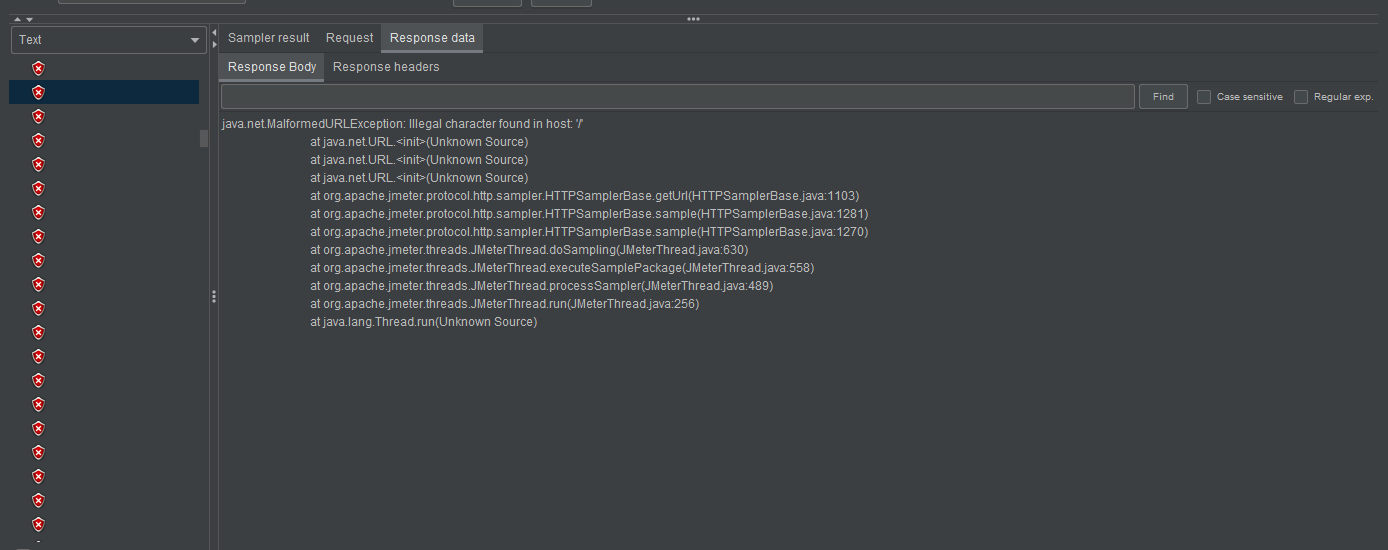 Text
Sampler result
Request
Response data
Response Body
Response headers
Find
Case sensitive
Regular exp.
java.net.MalformedURLException: Illegal character found in host: '/'
at java.net.URL.<init>(Unknown Source)
at java.net.URL.<init>(Unknown Source)
at java.net.URL.<init>(Unknown Source)
at org.apache.jmeter.protocol.http.sampler.HTTPSamplerBase.getUrl(HTTPSamplerBase.java:1103)
at org.apache.jmeter.protocol.http.sampler.HTTPSamplerBase.sample(HTTPSamplerBase.java:1281)
at org.apache.jmeter.protocol.http.sampler.HTTPSamplerBase.sample(HTTPSamplerBase.java:1270)
at org.apache.jmeter.threads.JMeterThread.doSampling(JMeterThread.java:630)
at org.apache.jmeter.threads.JMeterThread.executeSamplePackage(JMeterThread.java:558)
at org.apache.jmeter.threads.JMeterThread.processSampler(JMeterThread.java:489)
at org.apache.jmeter.threads.JMeterThread.run(JMeterThread.java:256)
at java.lang.Thread.run(Unknown Source)